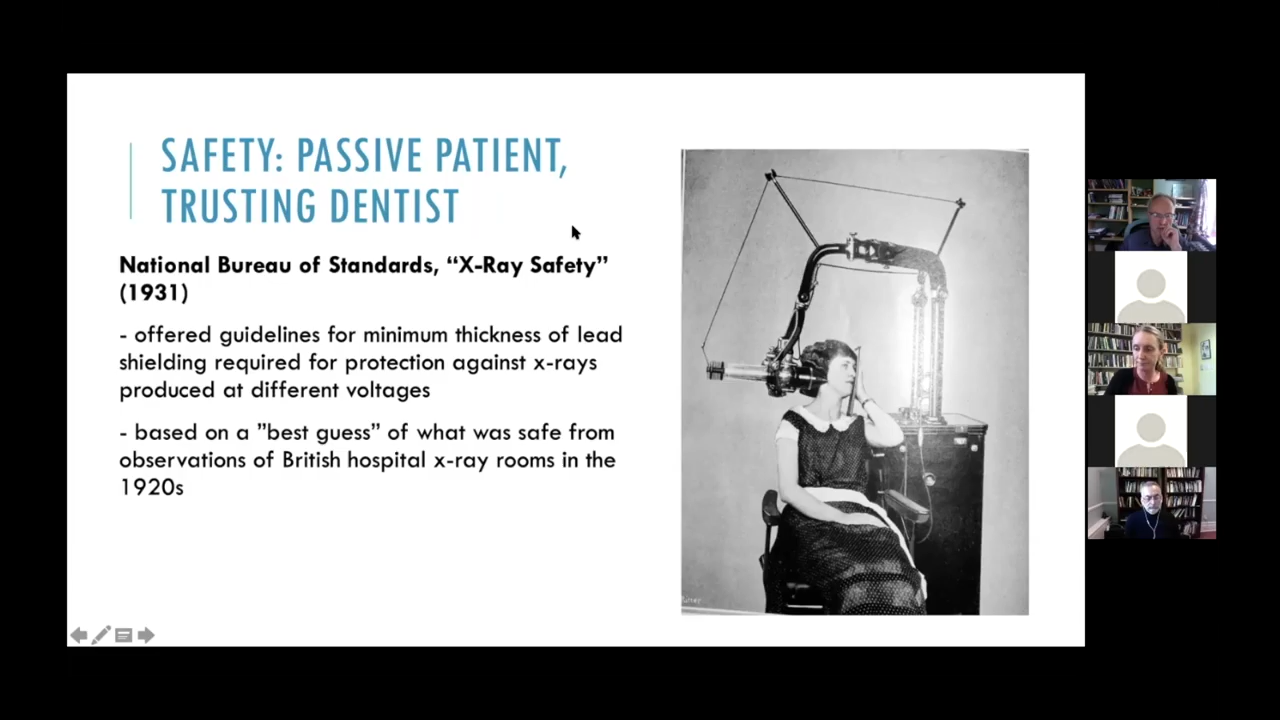 SAFETY: PASSIVE PATIENT,
TRUSTING DENTIST
National Bureau of Standards, “X-Ray Safety”
(1931)
- offered guidelines for minimum thickness of lead
shielding required for protection against x-rays
produced at different voltages
- based on a ”best guess” of what was safe from
observations of British hospital x-ray rooms in the
1920s